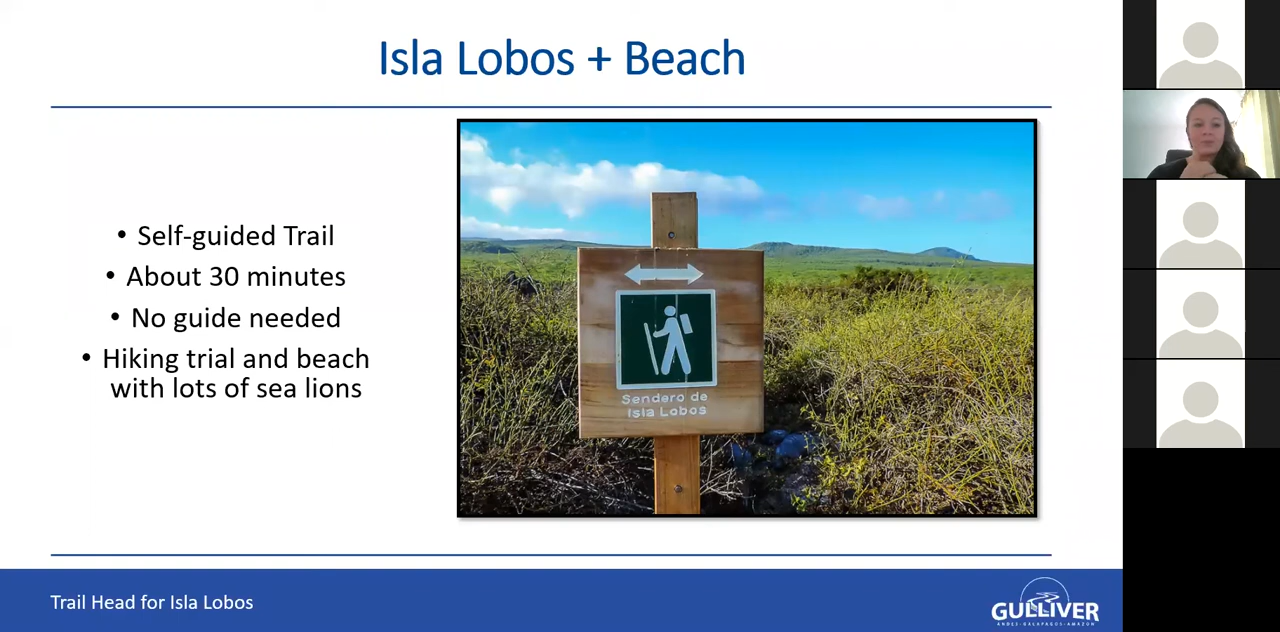 Isla Lobos + Beach
• Self-guided Trail
• About 30 minutes
• No guide needed
• Hiking trial and beach
with lots of sea lions
Sendero de
Isla Lobos
Trail Head for Isla Lobos
GULLIVER
ANDES-GALAPAGOS-AMAZON